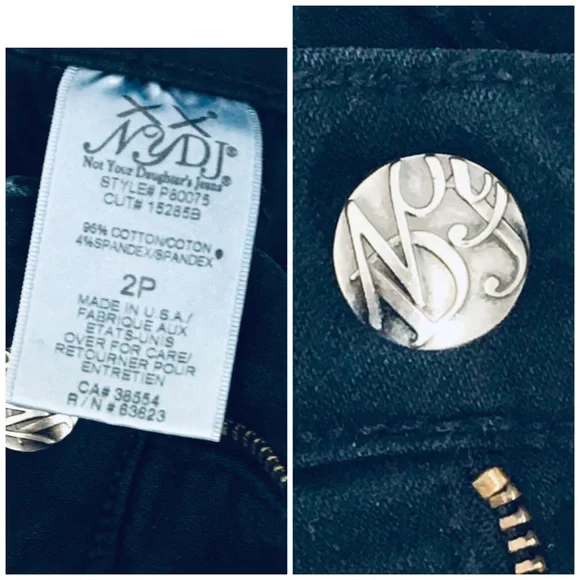 NYDJ®
Not Your Daughter's Jeans®
STYLE# P80075
CUT# 15285B
96% COTTON/COTON
4% SPANDEX/SPANDEX
2P
MADE IN U.S.A./
FABRIQUE AUX
ETATS-UNIS
OVER FOR CARE/
RETOURNER POUR
ENTRETIEN
CA# 38554
R/N# 63623
NYDJ